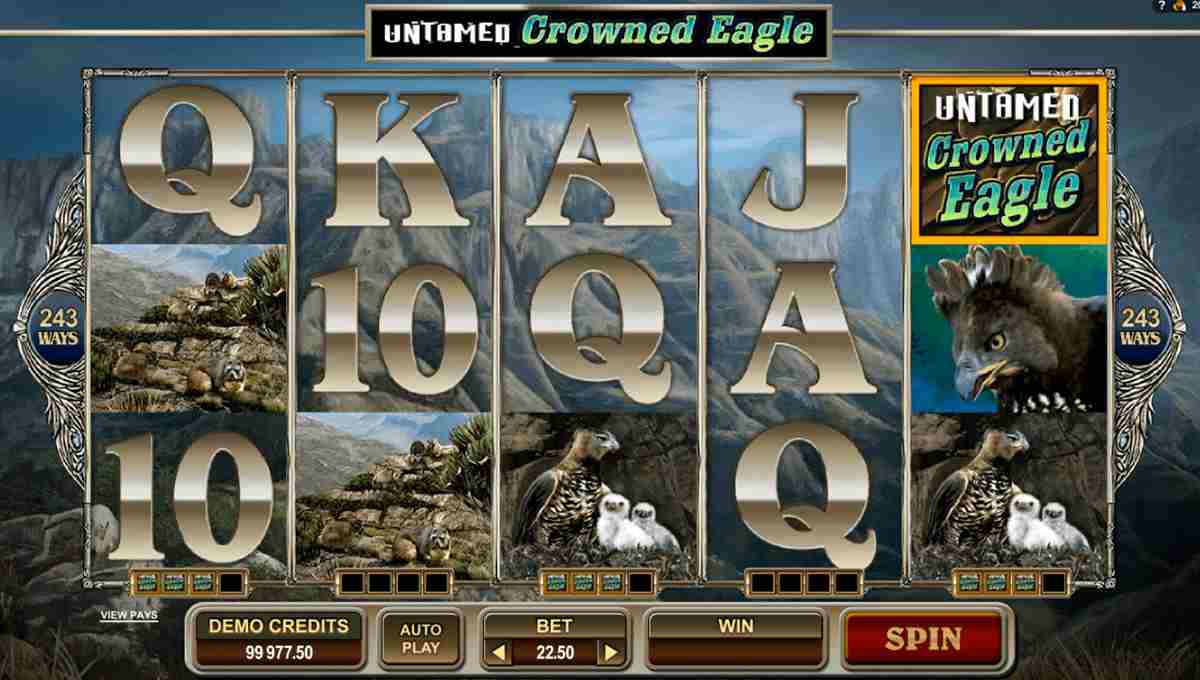 ? 20
UNTAMED Crowned Eagle
Q K A J UNTAMED
Crowned
Eagle
243
WAYS
10 Q A
243
WAYS
10 Q
VIEW PAYS
DEMO CREDITS
99 977.50
AUTO
PLAY
BET
22.50
WIN
SPIN